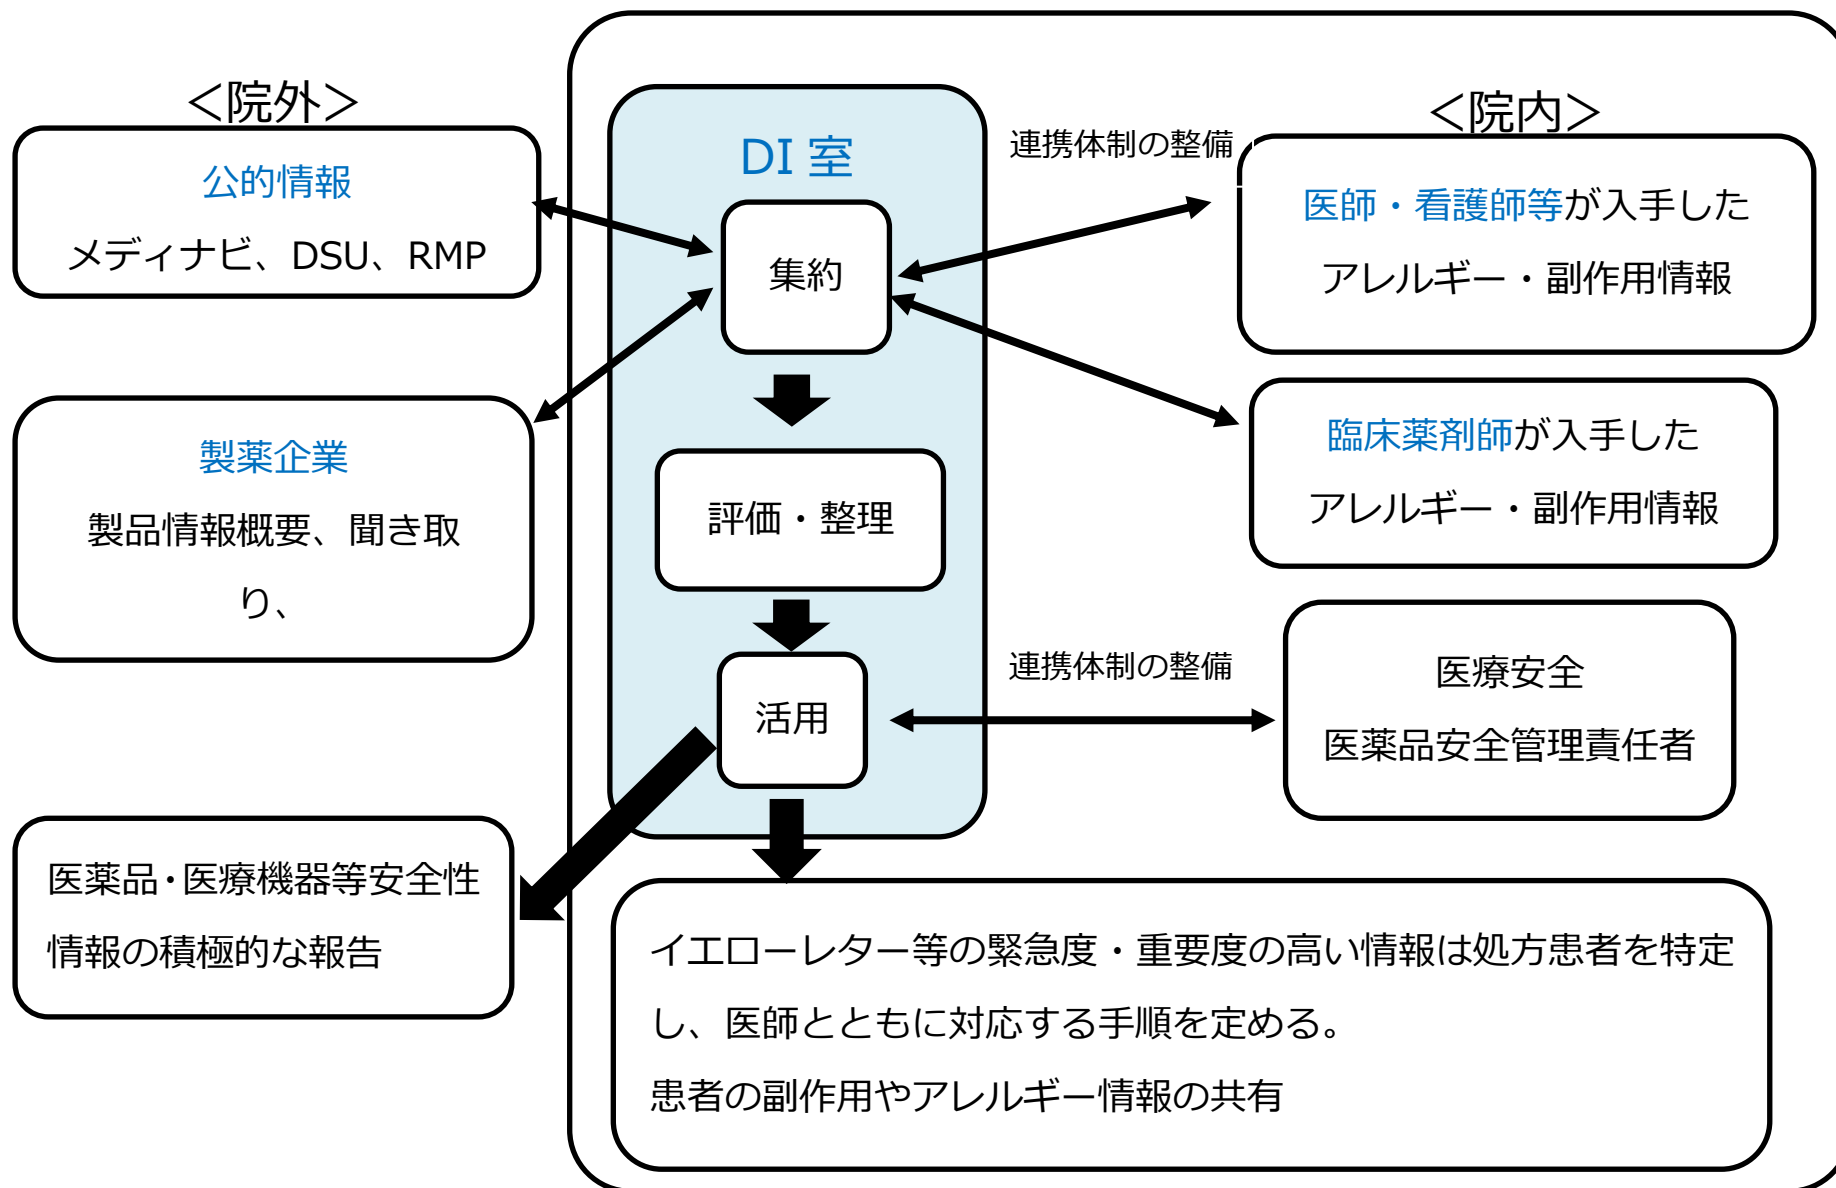 ＜院外＞
公的情報
メディナビ、DSU、RMP
製薬企業
製品情報概要、聞き取
り、
医薬品・医療機器等安全性
情報の積極的な報告
DI 室
集約
評価・整理
活用
連携体制の整備
連携体制の整備
＜院内＞
医師・看護師等が入手した
アレルギー・副作用情報
臨床薬剤師が入手した
アレルギー・副作用情報
医療安全
医薬品安全管理責任者
イエローレター等の緊急度・重要度の高い情報は処方患者を特定
し、医師とともに対応する手順を定める。
患者の副作用やアレルギー情報の共有